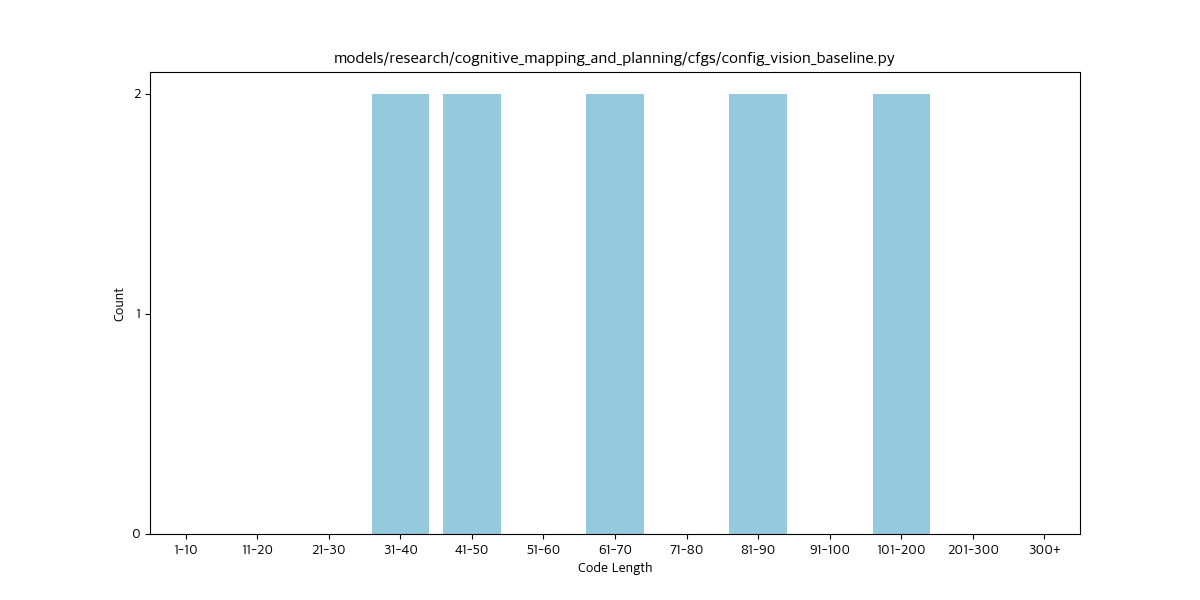 models/research/cognitive_mapping_and_planning/cfgs/config_vision_baseline.py
2
1
0
Count
1-10 11-20 21-30 31-40 41-50 51-60 61-70 71-80 81-90 91-100 101-200 201-300 300+
Code Length